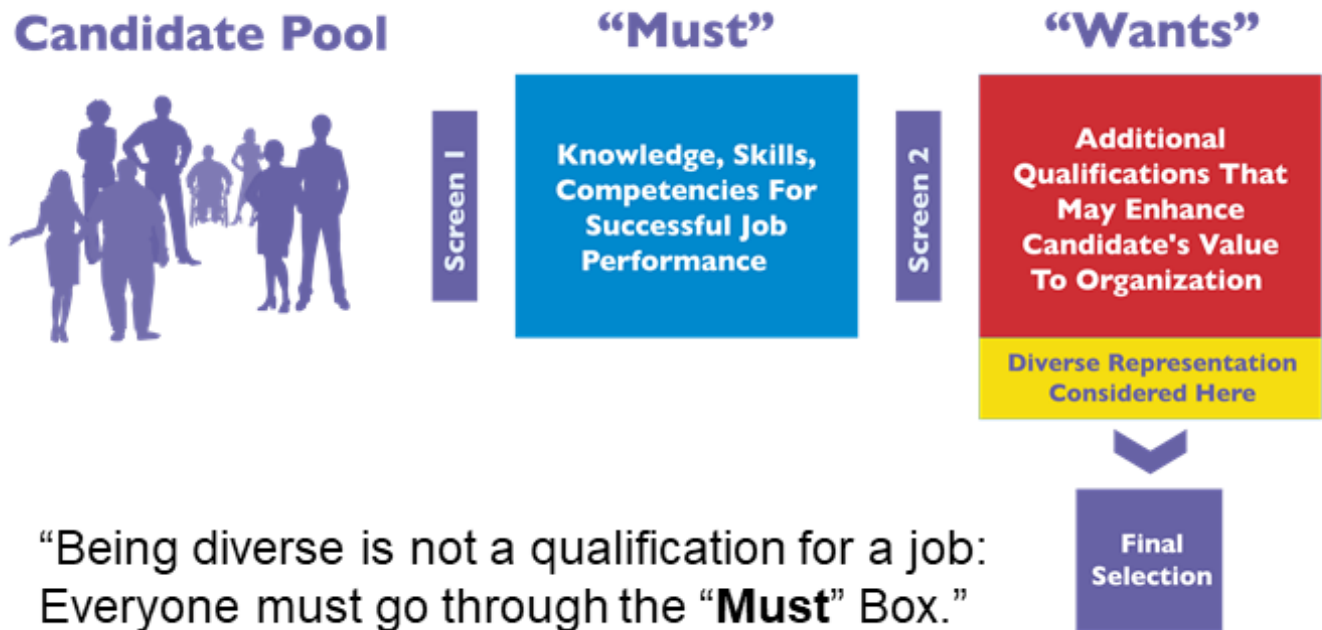 Candidate Pool
“Must”
“Wants”
Screen 1
Knowledge, Skills,
Competencies For
Successful Job
Performance
Screen 2
Additional
Qualifications That
May Enhance
Candidate's Value
To Organization
Diverse Representation
Considered Here
Final
Selection
“Being diverse is not a qualification for a job:
Everyone must go through the “Must” Box.”